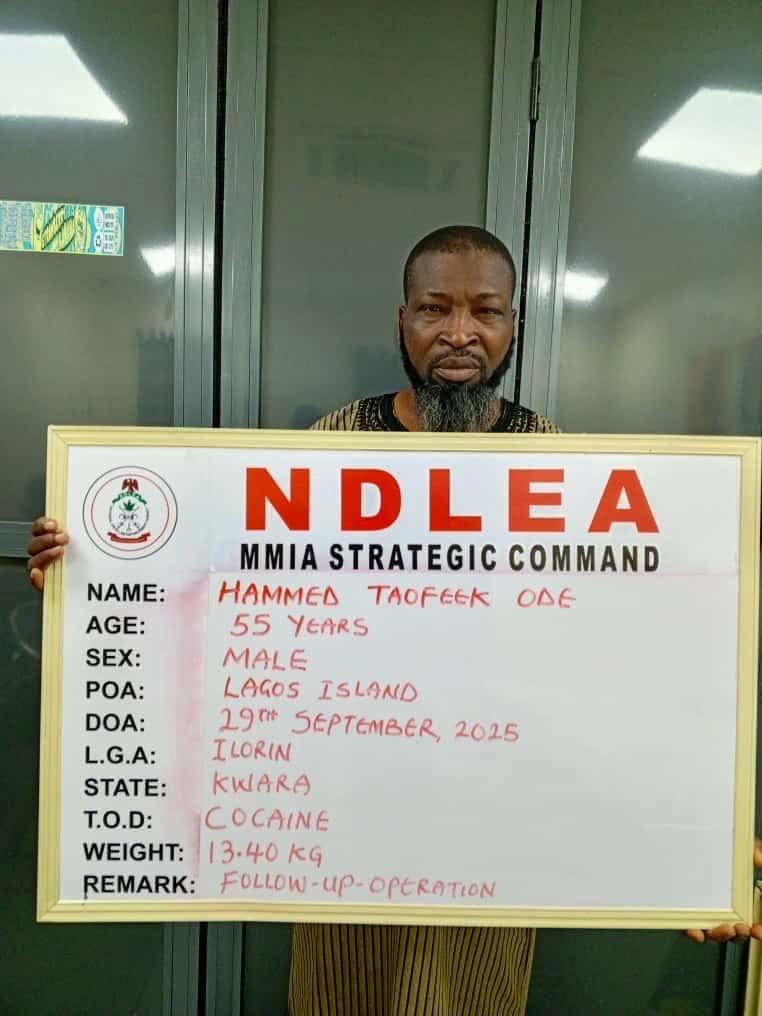 NDLEA
NDLEA
MMIA STRATEGIC COMMAND
NAME: HAMMED TAOFEEK ODE
AGE: 55 YEARS
SEX: MALE
POA: LAGOS ISLAND
DOA: 29TH SEPTEMBER, 2025
L.G.A: ILORIN
STATE: KWARA
T.O.D: COCAINE
WEIGHT: 13.40 KG
REMARK: FOLLOW-UP-OPERATION